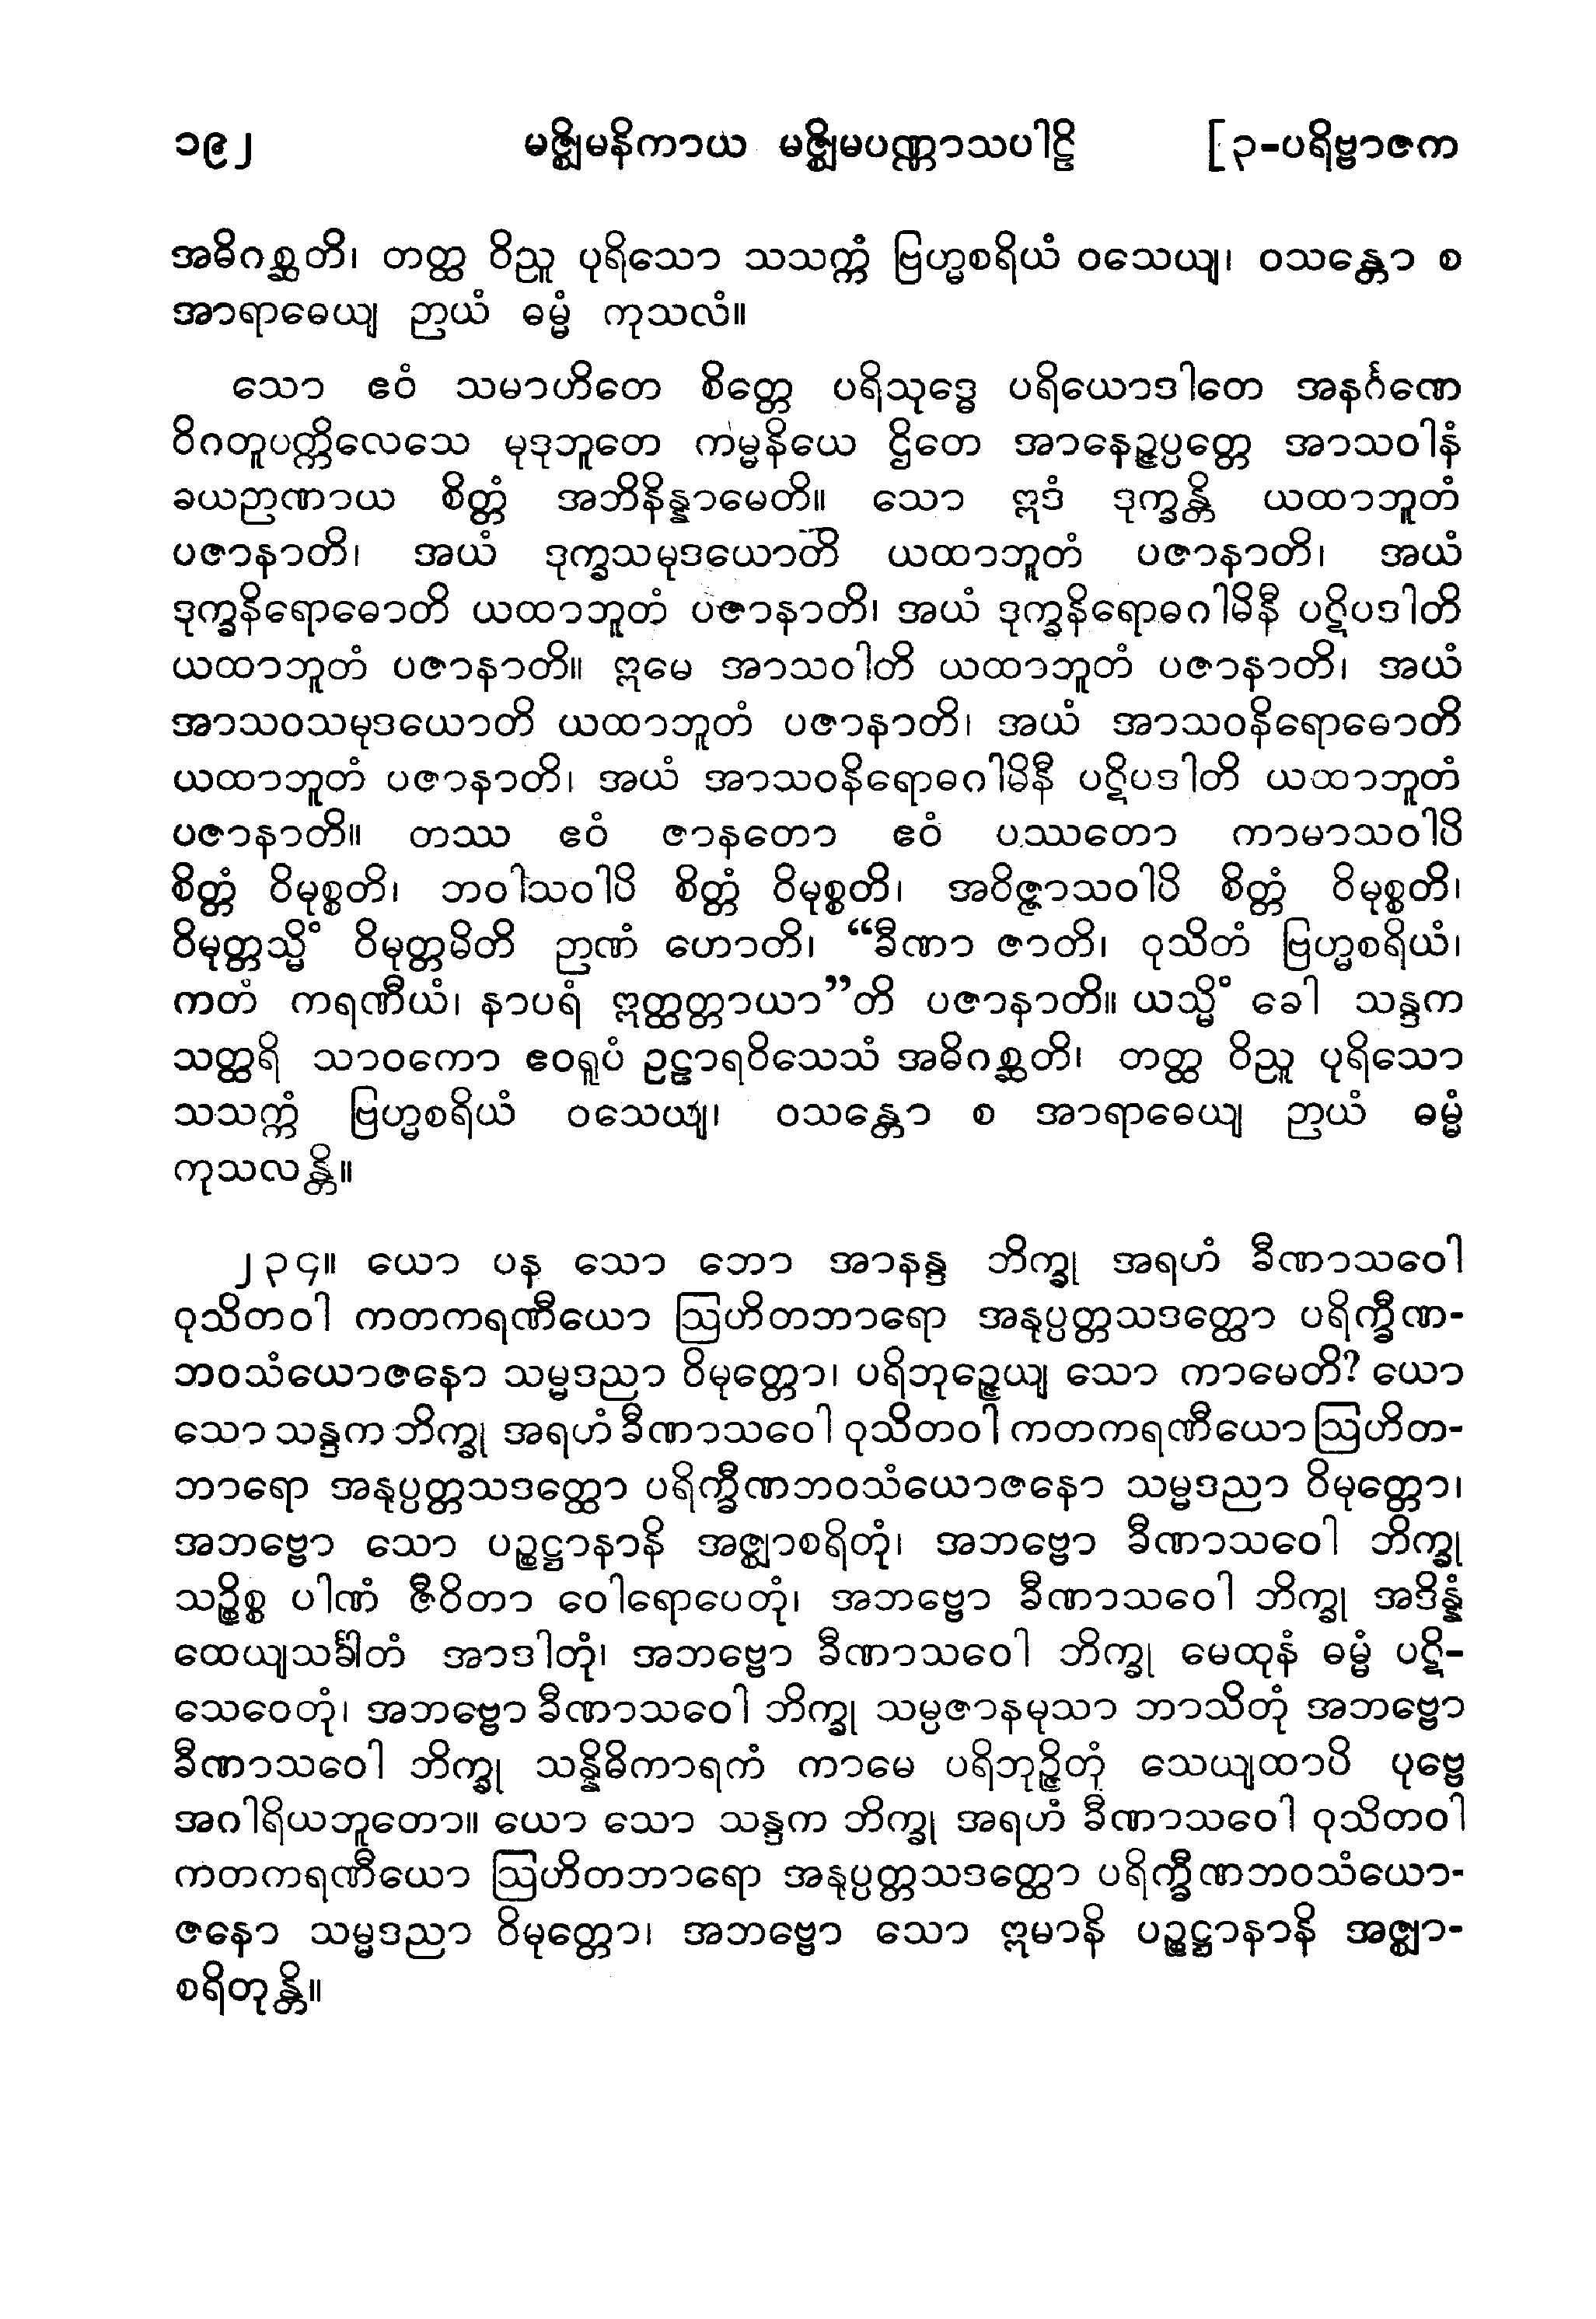 ၁၉၂ မဇ္ဈိမနိကာယ မဇ္ဈိမပဏ္ဏာသပါဠိ [ ၃-ပရိဗ္ဗာဇက
အဓိဂစ္ဆတိ၊ တတ္ထ ဝိညူ ပုရိသော သသက္ကံ ဗြဟ္မစရိယံ ဝသေယျ၊ ဝသန္တော စ
အာရာဓေယျ ဉာယံ ဓမ္မံ ကုသလံ။
သော ဧဝံ သမာဟိတေ စိတ္တေ ပရိသုဒ္ဓေ ပရိယောဒါတေ အနင်္ဂဏေ
ဝိဂတူပက္ကိလေသေ မုဒုဘူတေ ကမ္မနိယေ ဌိတေ အာနေဉ္ဇပ္ပတ္တေ အာသဝါနံ
ခယဉာဏာယ စိတ္တံ အဘိနိန္နာမေတိ။ သော ဣဒံ ဒုက္ခန္တိ ယထာဘူတံ
ပဇာနာတိ၊ အယံ ဒုက္ခသမုဒယောတိ ယထာဘူတံ ပဇာနာတိ၊ အယံ
ဒုက္ခနိရောဓောတိ ယထာဘူတံ ပဇာနာတိ၊ အယံ ဒုက္ခနိရောဓဂါမိနီ ပဋိပဒါတိ
ယထာဘူတံ ပဇာနာတိ။ ဣမေ အာသဝါတိ ယထာဘူတံ ပဇာနာတိ၊ အယံ
အာသဝသမုဒယောတိ ယထာဘူတံ ပဇာနာတိ၊ အယံ အာသဝနိရောဓောတိ
ယထာဘူတံ ပဇာနာတိ၊ အယံ အာသဝနိရောဓဂါမိနီ ပဋိပဒါတိ ယထာဘူတံ
ပဇာနာတိ။ တဿ ဧဝံ ဇာနတော ဧဝံ ပဿတော ကာမာသဝါပိ
စိတ္တံ ဝိမုစ္စတိ၊ ဘဝါသဝါပိ စိတ္တံ ဝိမုစ္စတိ၊ အဝိဇ္ဇာသဝါပိ စိတ္တံ ဝိမုစ္စတိ၊
ဝိမုတ္တသ္မိံ ဝိမုတ္တမိတိ ဉာဏံ ဟောတိ၊ “ခီဏာ ဇာတိ၊ ဝုသိတံ ဗြဟ္မစရိယံ၊
ကတံ ကရဏီယံ၊ နာပရံ ဣတ္ထတ္တာယာ”တိ ပဇာနာတိ။ ယသ္မိံ ခေါ သန္ဒက
သတ္ထရိ သာဝကော ဧဝရူပံ ဥဠာရဝိသေသံ အဓိဂစ္ဆတိ၊ တတ္ထ ဝိညူ ပုရိသော
သသက္ကံ ဗြဟ္မစရိယံ ဝသေယျ၊ ဝသန္တော စ အာရာဓေယျ ဉာယံ ဓမ္မံ
ကုသလန္တိ။
၂၃၄။ ယော ပန သော ဘော အာနန္ဒ ဘိက္ခု အရဟံ ခီဏာသဝေါ
ဝုသိတဝါ ကတကရဏီယော ဩဟိတဘာရော အနုပ္ပတ္တသဒတ္ထော ပရိက္ခီဏ-
ဘဝသံယောဇနော သမ္မဒညာ ဝိမုတ္တော၊ ပရိဘုဉ္ဇေယျ သော ကာမေတိ? ယော
သော သန္ဒက ဘိက္ခု အရဟံ ခီဏာသဝေါ ဝုသိတဝါ ကတကရဏီယော ဩဟိတ-
ဘာရော အနုပ္ပတ္တသဒတ္ထော ပရိက္ခီဏဘဝသံယောဇနော သမ္မဒညာ ဝိမုတ္တော၊
အဘဗ္ဗော သော ပဉ္စဋ္ဌာနာနိ အဇ္ဈာစရိတုံ၊ အဘဗ္ဗော ခီဏာသဝေါ ဘိက္ခု
သဉ္စိစ္စ ပါဏံ ဇီဝိတာ ဝေါရောပေတုံ၊ အဘဗ္ဗော ခီဏာသဝေါ ဘိက္ခု အဒိန္နံ
ထေယျသင်္ခါတံ အာဒါတုံ၊ အဘဗ္ဗော ခီဏာသဝေါ ဘိက္ခု မေထုနံ ဓမ္မံ ပဋိ-
သေဝေတုံ၊ အဘဗ္ဗော ခီဏာသဝေါ ဘိက္ခု သမ္ပဇာနမုသာ ဘာသိတုံ အဘဗ္ဗော
ခီဏာသဝေါ ဘိက္ခု သန္နိဓိကာရကံ ကာမေ ပရိဘုဉ္ဇိတုံ သေယျထာပိ ပုဗ္ဗေ
အဂါရိယဘူတော။ ယော သော သန္ဒက ဘိက္ခု အရဟံ ခီဏာသဝေါ ဝုသိတဝါ
ကတကရဏီယော ဩဟိတဘာရော အနုပ္ပတ္တသဒတ္ထော ပရိက္ခီဏဘဝသံယော-
ဇနော သမ္မဒညာ ဝိမုတ္တော၊ အဘဗ္ဗော သော ဣမာနိ ပဉ္စဋ္ဌာနာနိ အဇ္ဈာ-
စရိတုန္တိ။